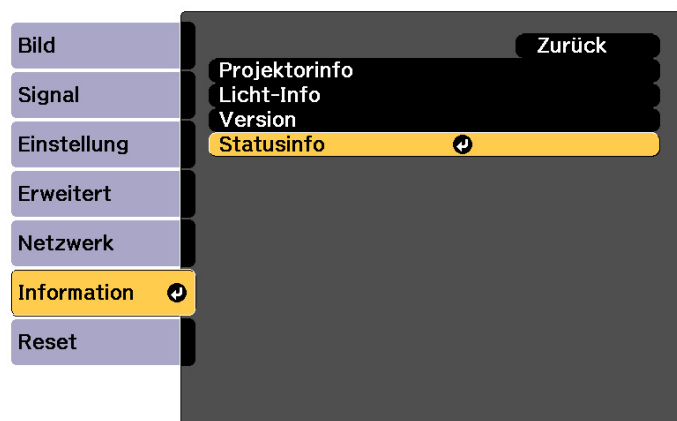 Bild
Signal
Einstellung
Erweitert
Netzwerk
Information
Reset
Zurück
Projektorinfo
Licht-Info
Version
Statusinfo